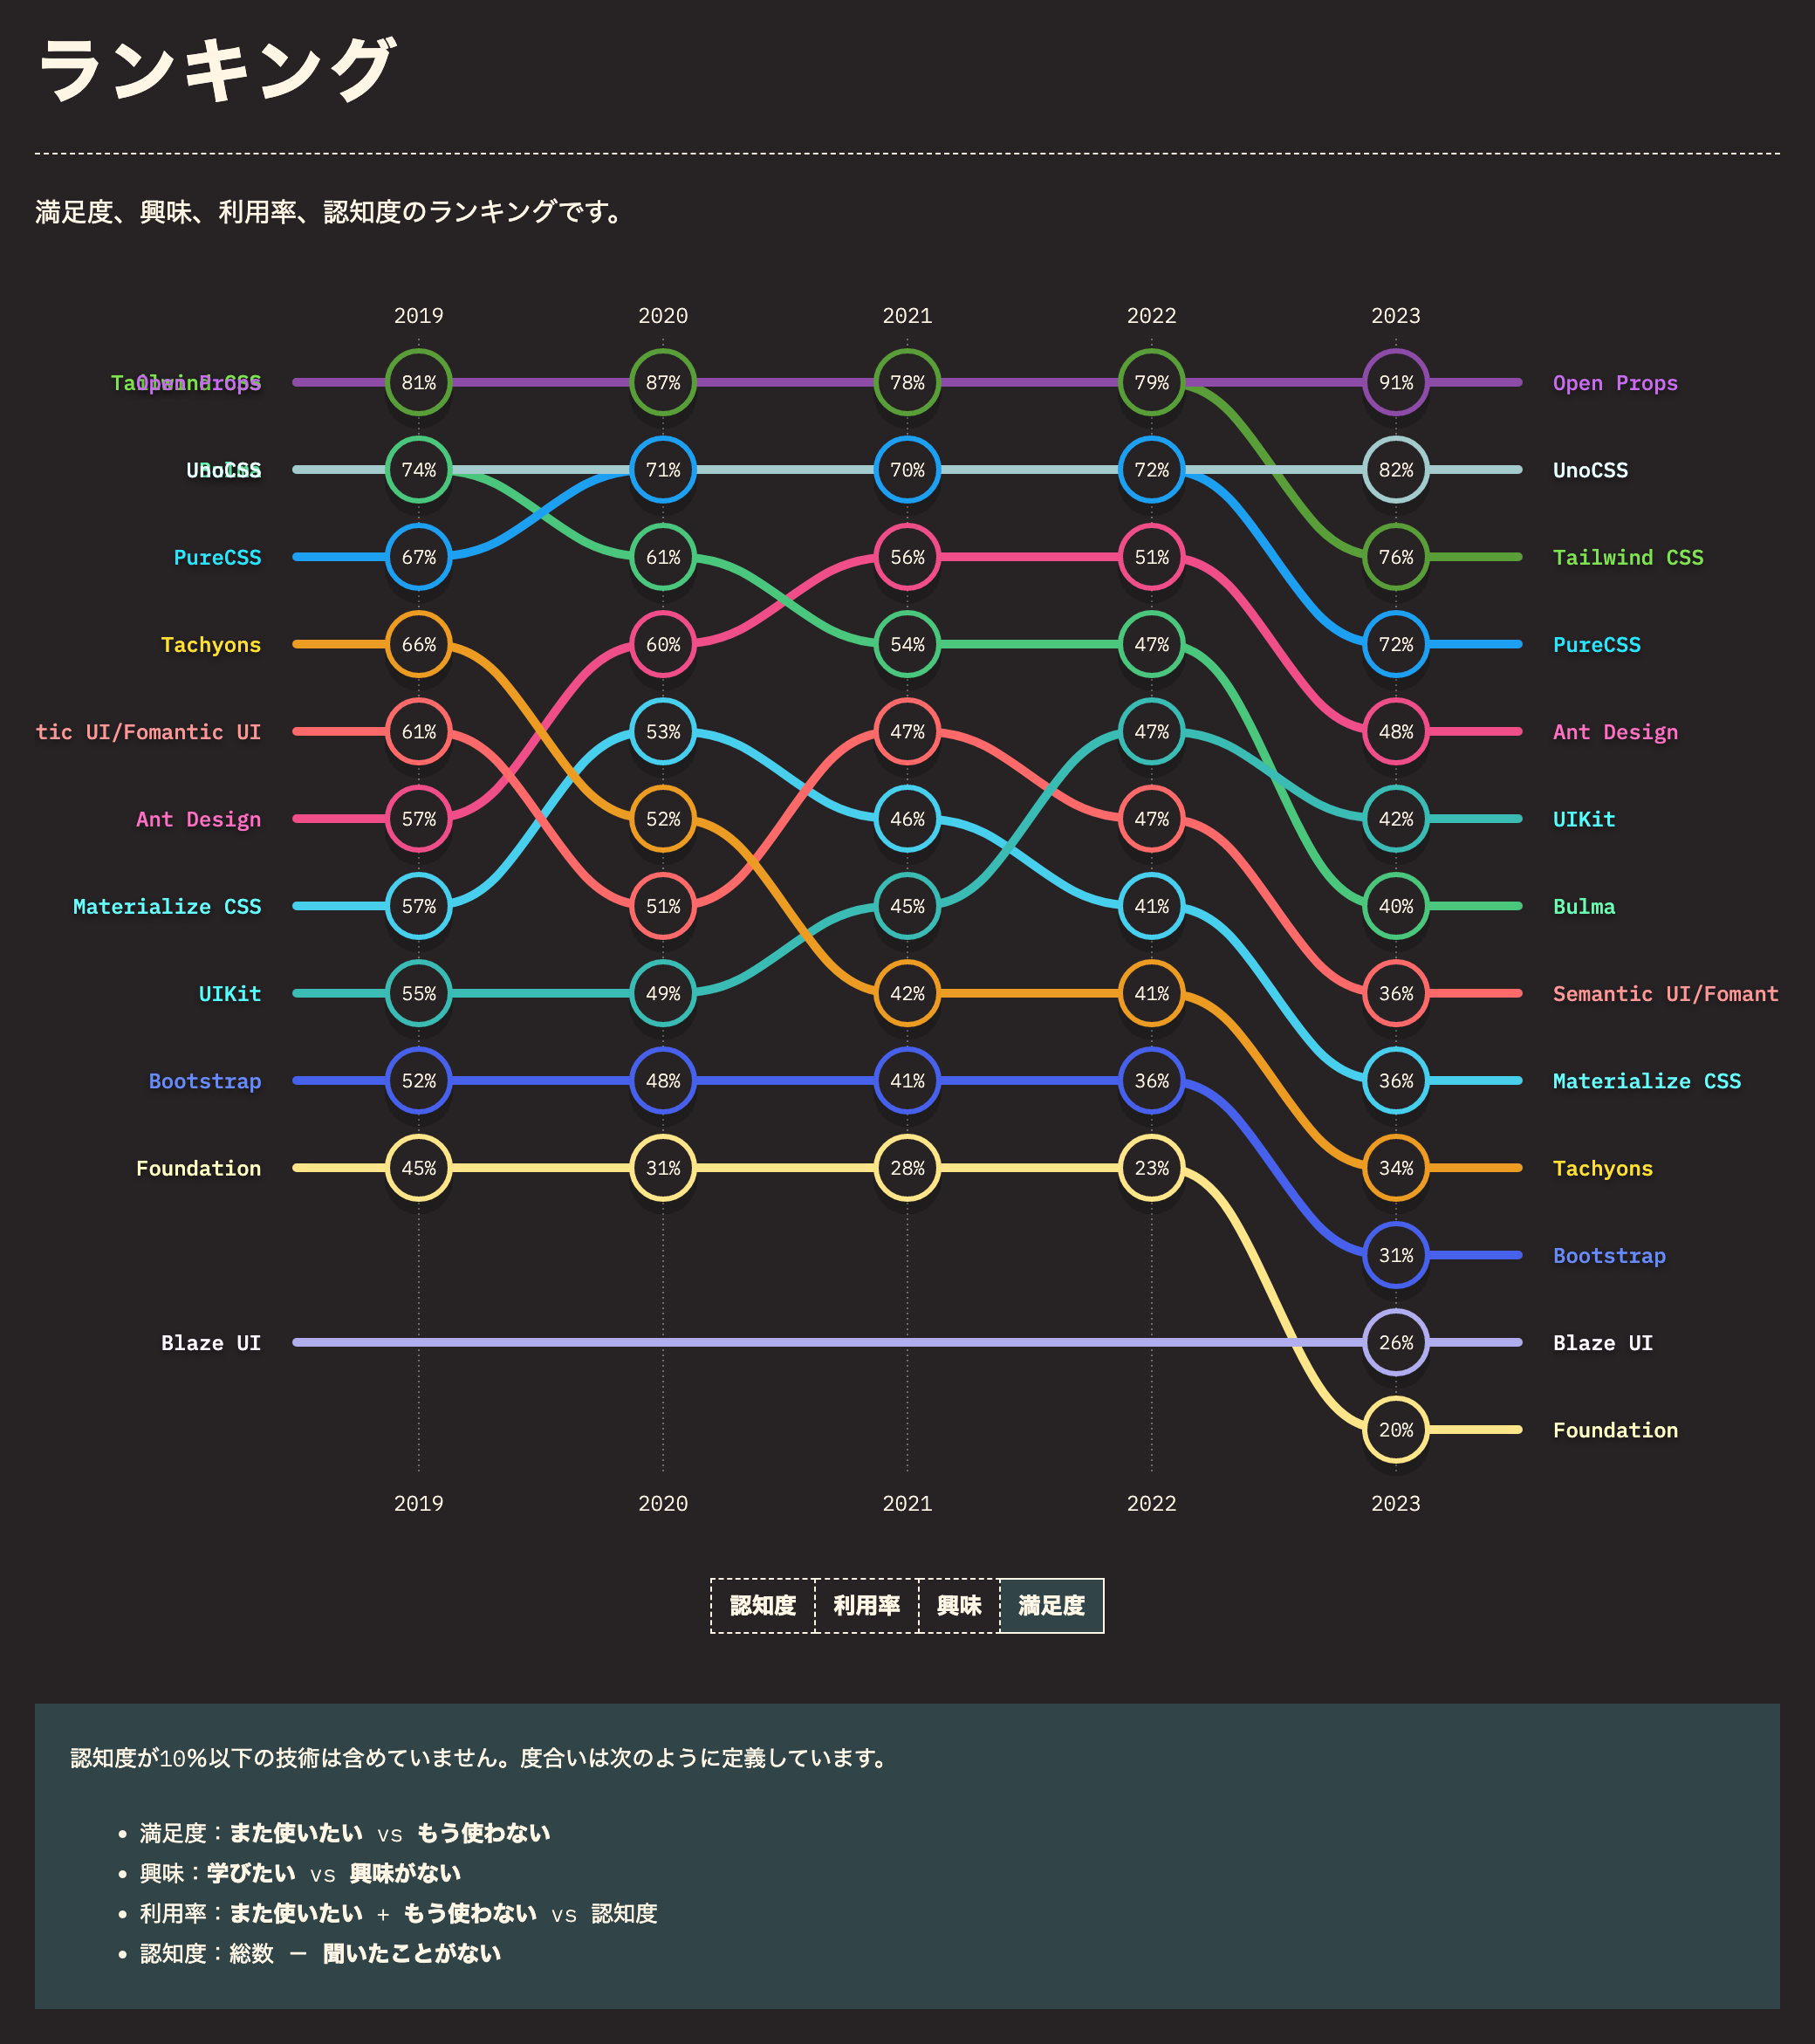 ランキング
満足度、興味、利用率、認知度のランキングです。
2019 2020 2021 2022 2023
Tailwind CSS Open Props 81% 87% 78% 79% 91% Open Props
UnoCSS Bulma 74% 71% 70% 72% 82% UnoCSS
PureCSS 67% 61% 56% 51% 76% Tailwind CSS
Tachyons 66% 60% 54% 47% 72% PureCSS
tic UI/Fomantic UI 61% 53% 47% 47% 48% Ant Design
Ant Design 57% 52% 46% 47% 42% UIKit
Materialize CSS 57% 51% 45% 41% 40% Bulma
UIKit 55% 49% 42% 41% 36% Semantic UI/Fomant
Bootstrap 52% 48% 41% 36% 36% Materialize CSS
Foundation 45% 31% 28% 23% 34% Tachyons
31% Bootstrap
Blaze UI 26% Blaze UI
20% Foundation
2019 2020 2021 2022 2023
認知度 利用率 興味 満足度
認知度が10%以下の技術は含めていません。度合いは次のように定義しています。
• 満足度：また使いたい vs もう使わない
• 興味：学びたい vs 興味がない
• 利用率：また使いたい + もう使わない vs 認知度
• 認知度：総数 − 聞いたことがない